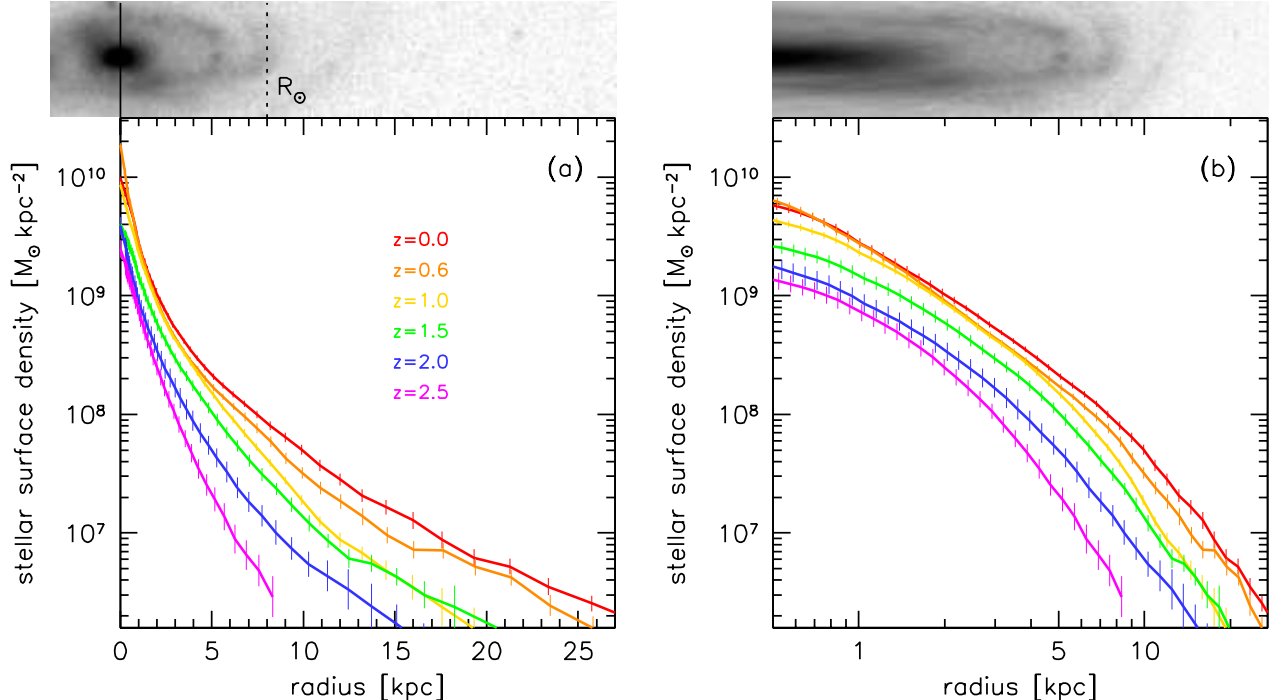 R⊙
(a)
(b)
stellar surface density [M⊙ kpc⁻²]
10¹⁰
10⁹
10⁸
10⁷
z=0.0
z=0.6
z=1.0
z=1.5
z=2.0
z=2.5
0 5 10 15 20 25
radius [kpc]
stellar surface density [M⊙ kpc⁻²]
10¹⁰
10⁹
10⁸
10⁷
1 5 10
radius [kpc]